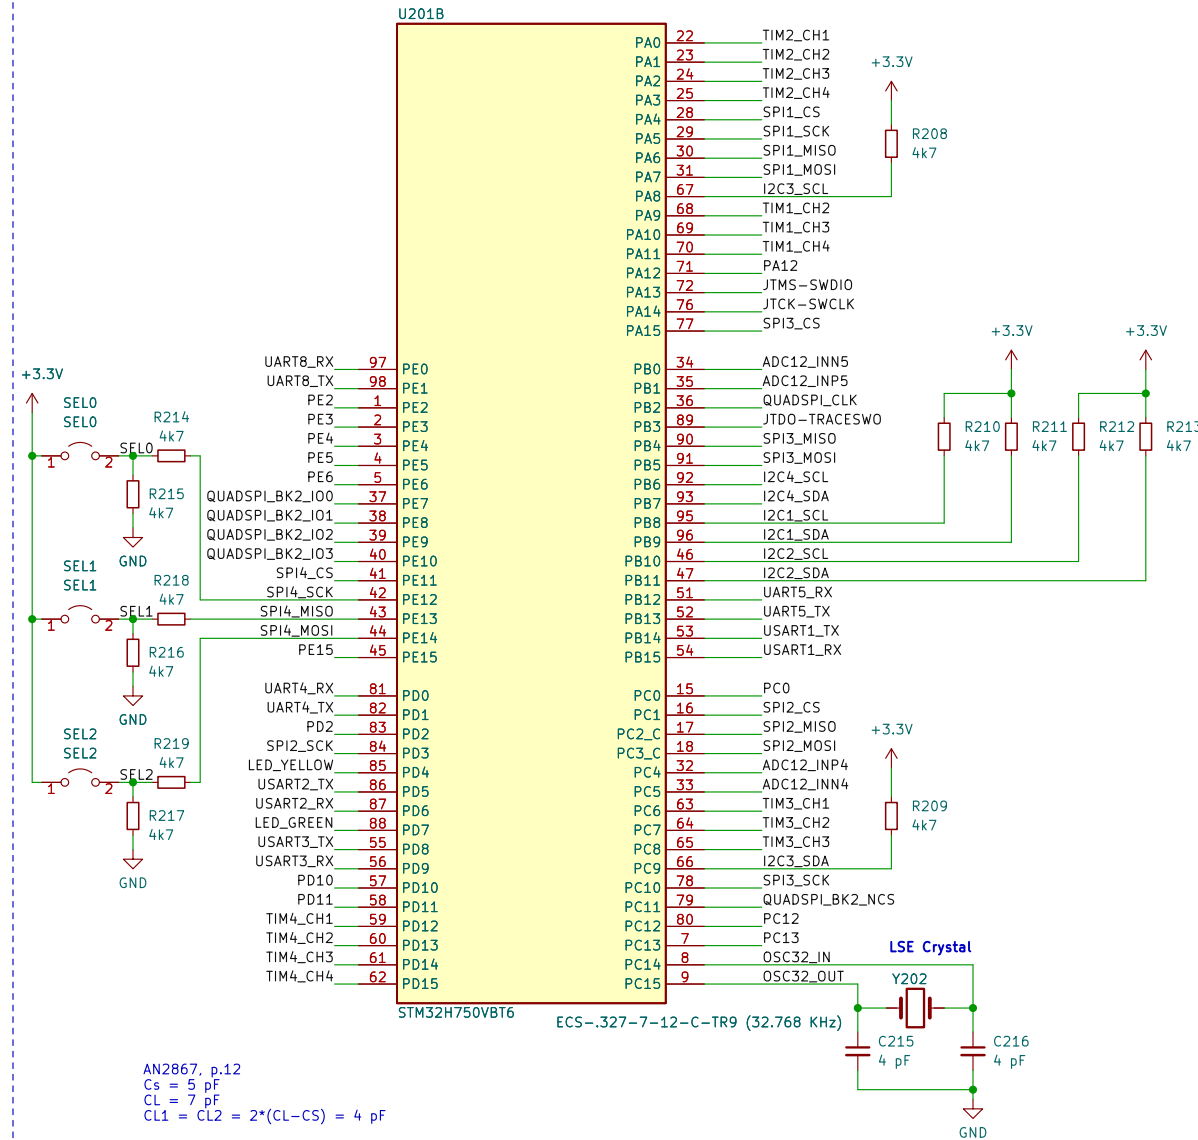 U201B
PA0 22 TIM2_CH1
PA1 23 TIM2_CH2
PA2 24 TIM2_CH3
PA3 25 TIM2_CH4
PA4 28 SPI1_CS
PA5 29 SPI1_SCK
PA6 30 SPI1_MISO
PA7 31 SPI1_MOSI
PA8 67 I2C3_SCL
PA9 68 TIM1_CH2
PA10 69 TIM1_CH3
PA11 70 TIM1_CH4
PA12 71 PA12
PA13 72 JTMS-SWDIO
PA14 76 JTCK-SWCLK
PA15 77 SPI3_CS
+3.3V
R208
4k7
UART8_RX 97 PE0
UART8_TX 98 PE1
PE2 1 PE2
PE3 2 PE3
PE4 3 PE4
PE5 4 PE5
PE6 5 PE6
QUADSPI_BK2_IO0 37 PE7
QUADSPI_BK2_IO1 38 PE8
QUADSPI_BK2_IO2 39 PE9
QUADSPI_BK2_IO3 40 PE10
SPI4_CS 41 PE11
SPI4_SCK 42 PE12
SPI4_MISO 43 PE13
SPI4_MOSI 44 PE14
PE15 45 PE15
PB0 34 ADC12_INN5
PB1 35 ADC12_INP5
PB2 36 QUADSPI_CLK
PB3 89 JTDO-TRACESWO
PB4 90 SPI3_MISO
PB5 91 SPI3_MOSI
PB6 92 I2C4_SCL
PB7 93 I2C4_SDA
PB8 95 I2C1_SCL
PB9 96 I2C1_SDA
PB10 46 I2C2_SCL
PB11 47 I2C2_SDA
PB12 51 UART5_RX
PB13 52 UART5_TX
PB14 53 USART1_TX
PB15 54 USART1_RX
+3.3V
+3.3V
R210
4k7
R211
4k7
R212
4k7
R213
4k7
+3.3V
SEL0
SEL0
1 2
SEL0
R214
4k7
R215
4k7
GND
SEL1
SEL1
1 2
SEL1
R218
4k7
R216
4k7
GND
SEL2
SEL2
1 2
SEL2
R219
4k7
R217
4k7
GND
UART4_RX 81 PD0
UART4_TX 82 PD1
PD2 83 PD2
SPI2_SCK 84 PD3
LED_YELLOW 85 PD4
USART2_TX 86 PD5
USART2_RX 87 PD6
LED_GREEN 88 PD7
USART3_TX 55 PD8
USART3_RX 56 PD9
PD10 57 PD10
PD11 58 PD11
TIM4_CH1 59 PD12
TIM4_CH2 60 PD13
TIM4_CH3 61 PD14
TIM4_CH4 62 PD15
PC0 15 PC0
PC1 16 SPI2_CS
PC2_C 17 SPI2_MISO
PC3_C 18 SPI2_MOSI
PC4 32 ADC12_INP4
PC5 33 ADC12_INN4
PC6 63 TIM3_CH1
PC7 64 TIM3_CH2
PC8 65 TIM3_CH3
PC9 66 I2C3_SDA
PC10 78 SPI3_SCK
PC11 79 QUADSPI_BK2_NCS
PC12 80 PC12
PC13 7 PC13
PC14 8 OSC32_IN
PC15 9 OSC32_OUT
+3.3V
R209
4k7
STM32H750VBT6
LSE Crystal
Y202
ECS-.327-7-12-C-TR9 (32.768 KHz)
C215
4 pF
C216
4 pF
GND
AN2867, p.12
Cs = 5 pF
CL = 7 pF
CL1 = CL2 = 2*(CL-CS) = 4 pF